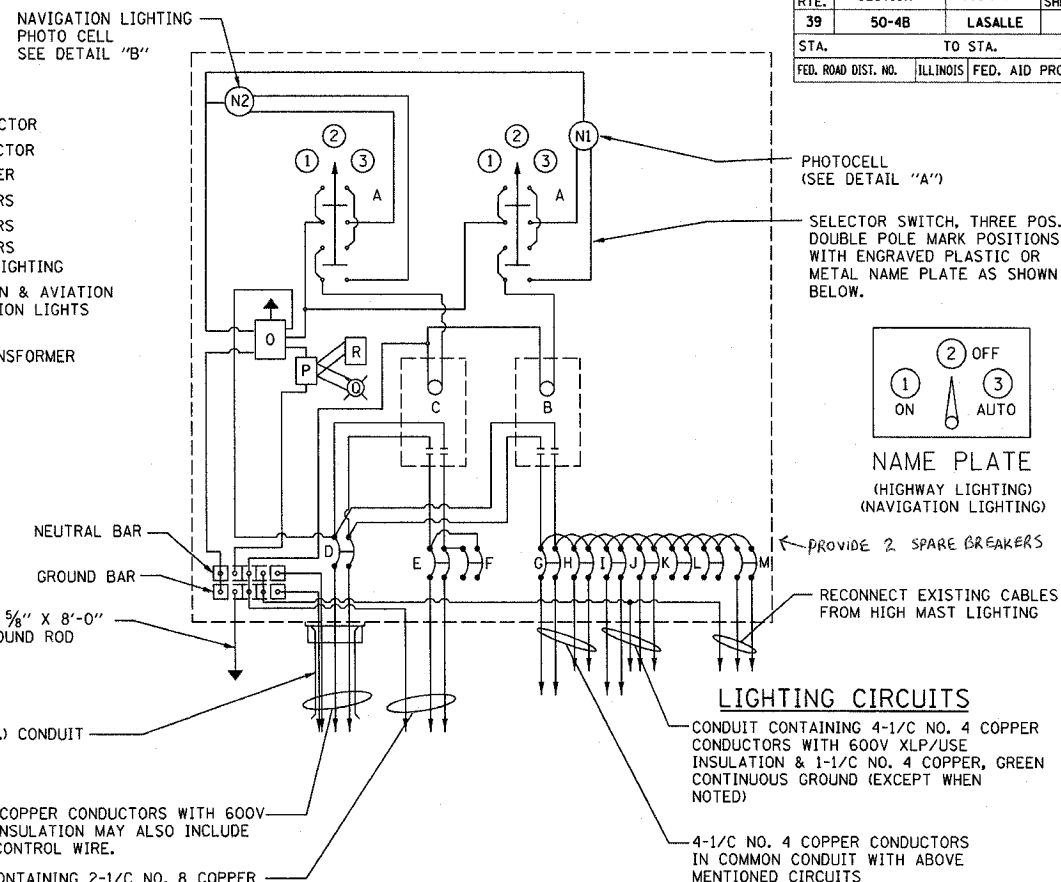 NAVIGATION LIGHTING
PHOTO CELL
SEE DETAIL "B"
RTE.
39 50-4B LASALLE
STA. TO STA.
FED. ROAD DIST. NO. ILLINOIS FED. AID PRO
CTOR
CTOR
ER
RS
RS
RS
IGHTING
N & AVIATION
ION LIGHTS
NSFORMER
N2
1 2 3
A
1 2 3
A
N1
PHOTOCELL
(SEE DETAIL "A")
SELECTOR SWITCH, THREE POS.
DOUBLE POLE MARK POSITIONS
WITH ENGRAVED PLASTIC OR
METAL NAME PLATE AS SHOWN
BELOW.
O
P
R
Q
C
B
2 OFF
1 3
ON AUTO
NAME PLATE
(HIGHWAY LIGHTING)
(NAVIGATION LIGHTING)
NEUTRAL BAR
GROUND BAR
5/8" X 8'-0"
OUND ROD
D
E F
G H I J K L M
PROVIDE 2 SPARE BREAKERS
RECONNECT EXISTING CABLES
FROM HIGH MAST LIGHTING
LIGHTING CIRCUITS
CONDUIT CONTAINING 4-1/C NO. 4 COPPER
CONDUCTORS WITH 600V XLP/USE
INSULATION & 1-1/C NO. 4 COPPER, GREEN
CONTINUOUS GROUND (EXCEPT WHEN
NOTED)
4-1/C NO. 4 COPPER CONDUCTORS
IN COMMON CONDUIT WITH ABOVE
MENTIONED CIRCUITS
.) CONDUIT
COPPER CONDUCTORS WITH 600V
NSULATION MAY ALSO INCLUDE
CONTROL WIRE.
ONTAINING 2-1/C NO. 8 COPPER